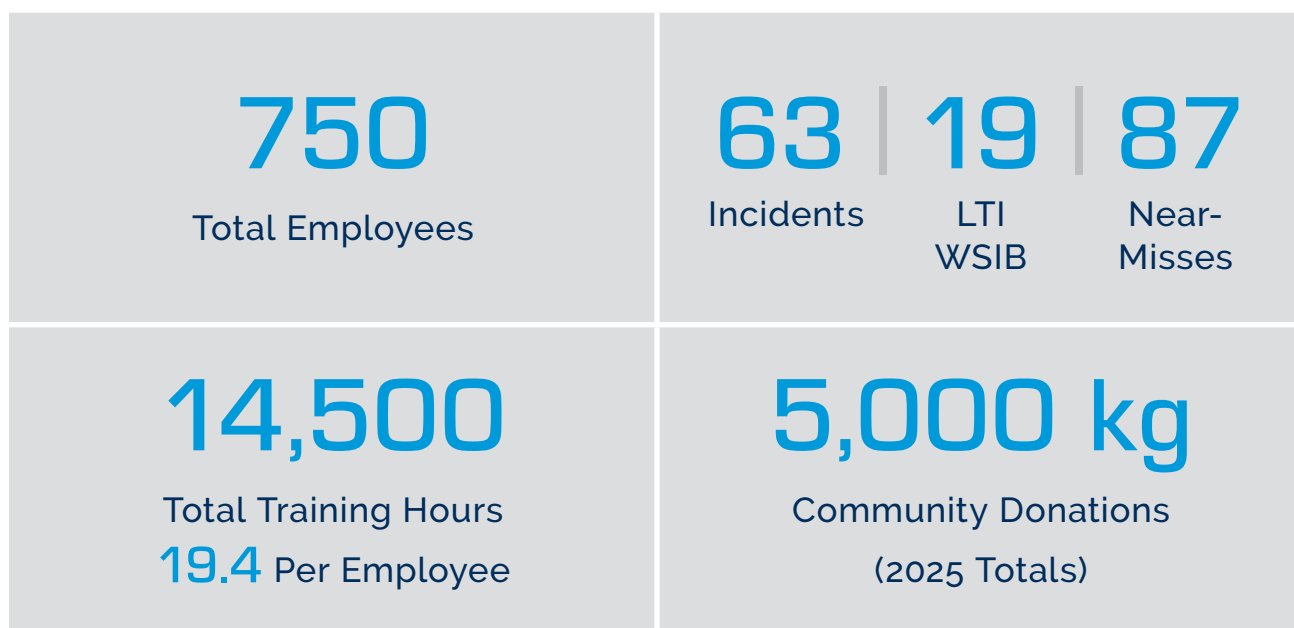 750
Total Employees
63 | 19 | 87
Incidents
LTI
WSIB
Near-
Misses
14,500
Total Training Hours
19.4 Per Employee
5,000 kg
Community Donations
(2025 Totals)